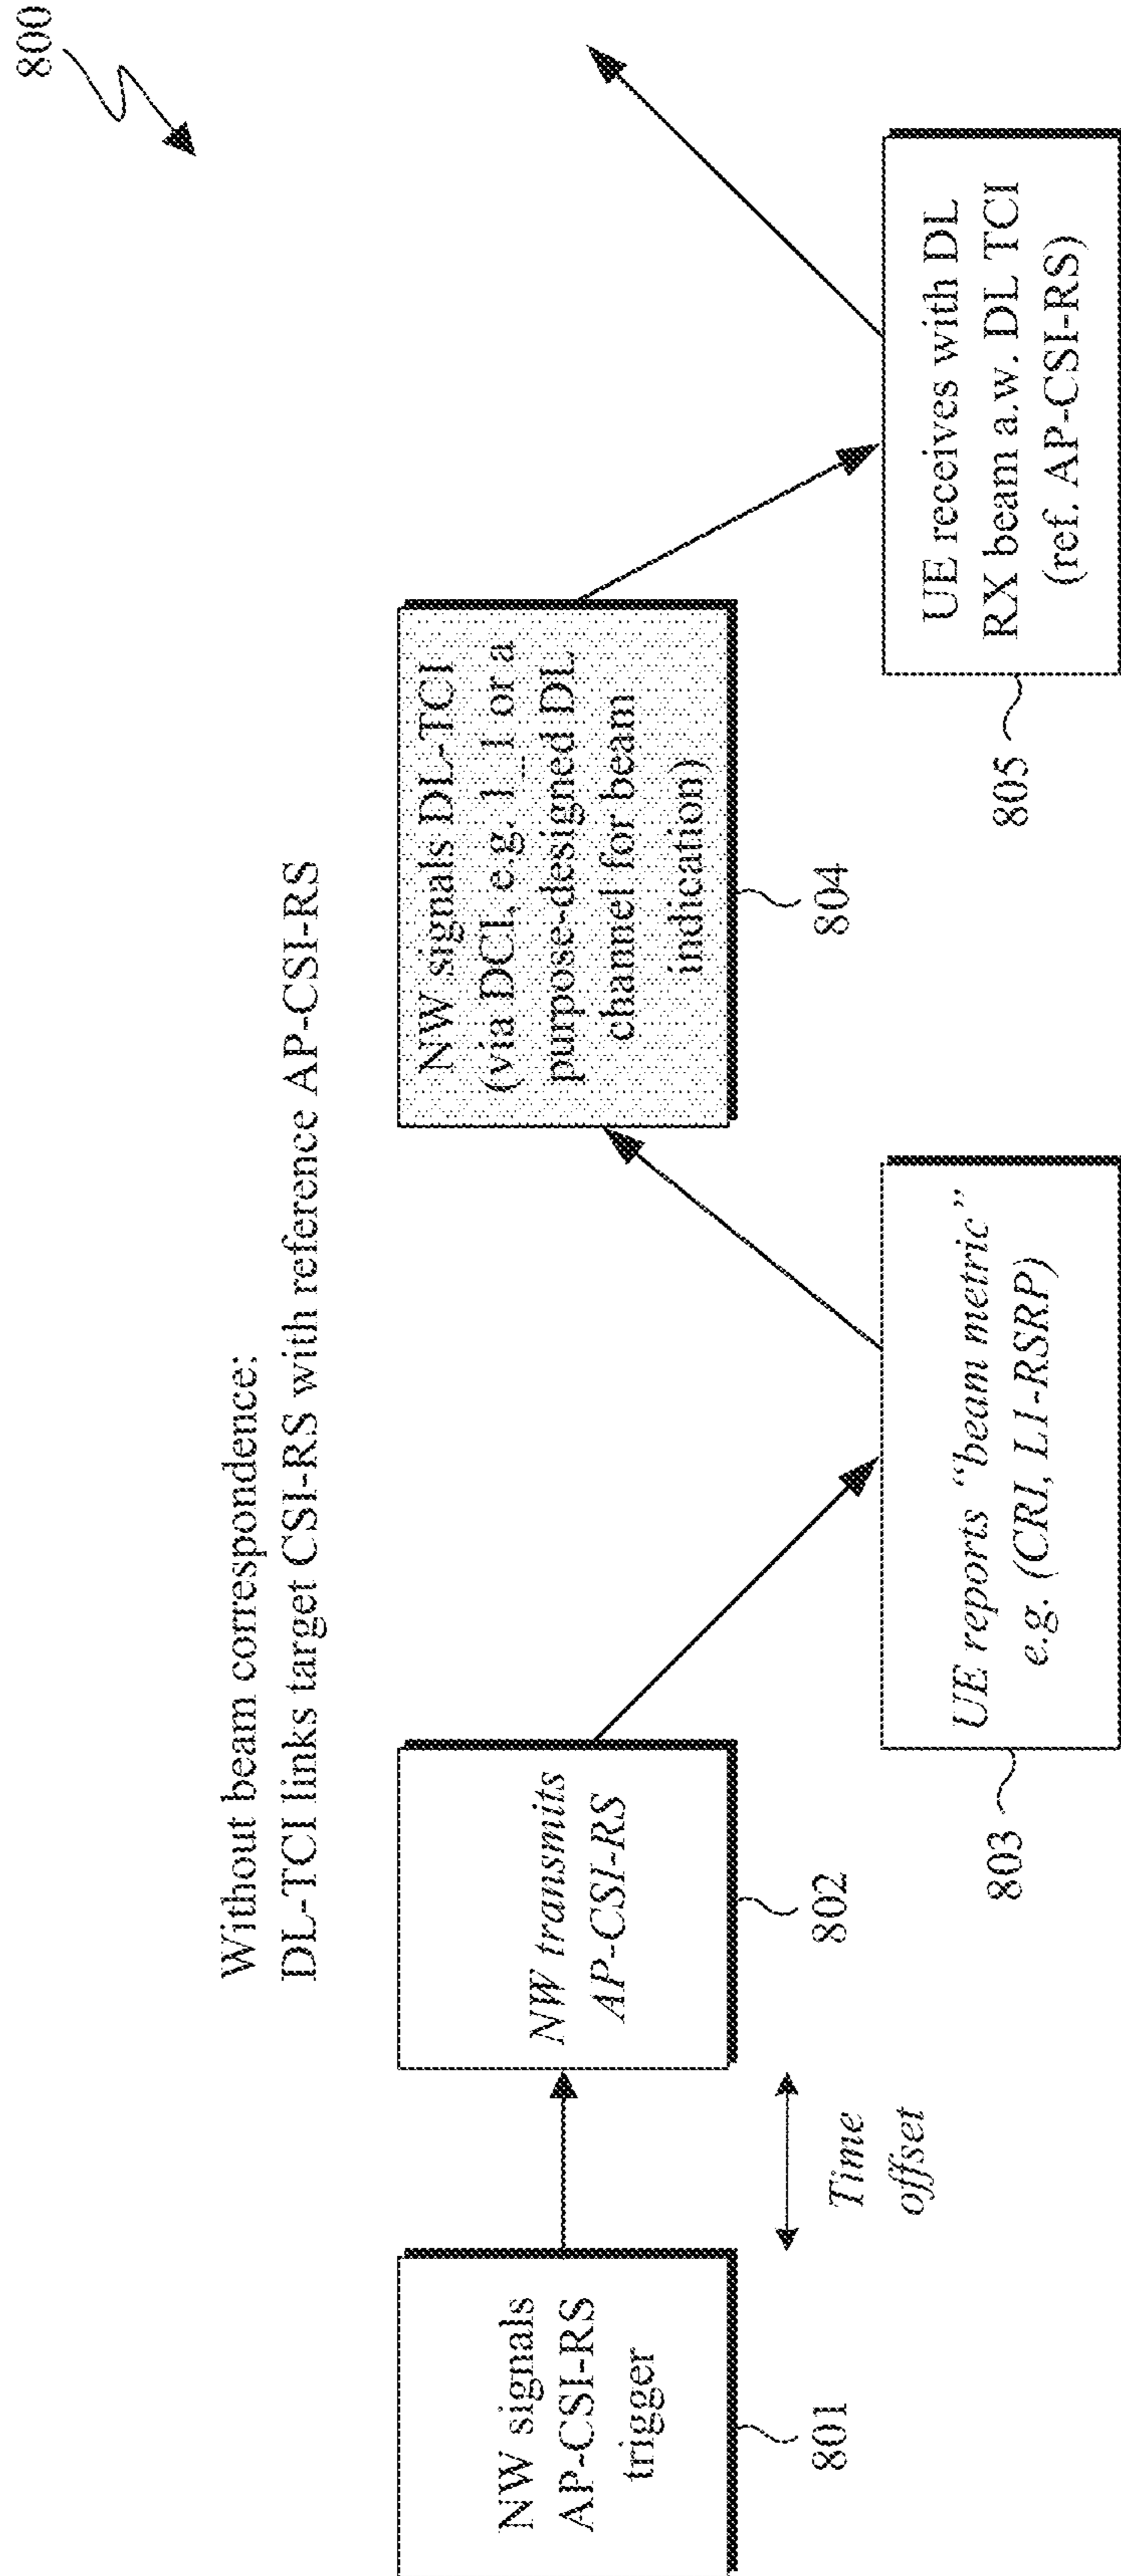 800
Without beam correspondence:
DL-TCI links target CSI-RS with reference AP-CSI-RS
NW signals
AP-CSI-RS
trigger
801
Time
offset
NW transmits
AP-CSI-RS
802
UE reports “beam metric”
e.g. (CRI, L1-RSRP)
803
NW signals DL-TCI
(via DCI, e.g. 1_1 or a
purpose-designed DL
channel for beam
indication)
804
UE receives with DL
RX beam a.w. DL TCI
(ref. AP-CSI-RS)
805